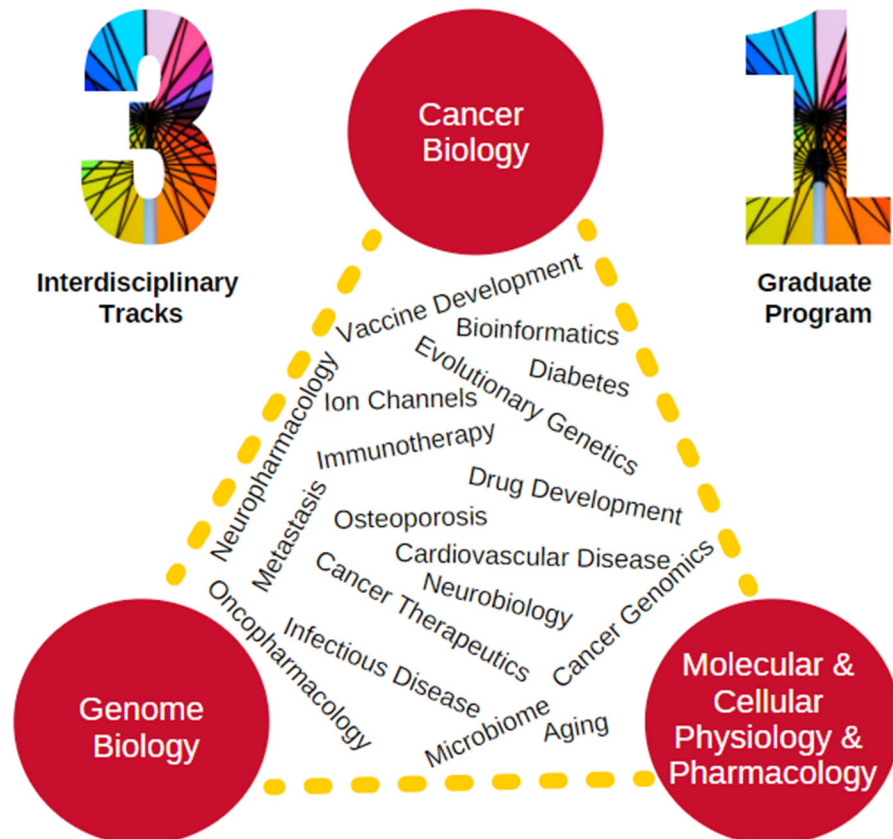 3
1
Cancer
Biology
Interdisciplinary
Tracks
Graduate
Program
Vaccine Development
Bioinformatics
Evolutionary Genetics
Diabetes
Neuropharmacology
Ion Channels
Immunotherapy
Drug Development
Metastasis
Osteoporosis
Cardiovascular Disease
Cancer Therapeutics
Neurobiology
Cancer Genomics
Oncopharmacology
Infectious Disease
Microbiome
Aging
Genome
Biology
Molecular &
Cellular
Physiology &
Pharmacology